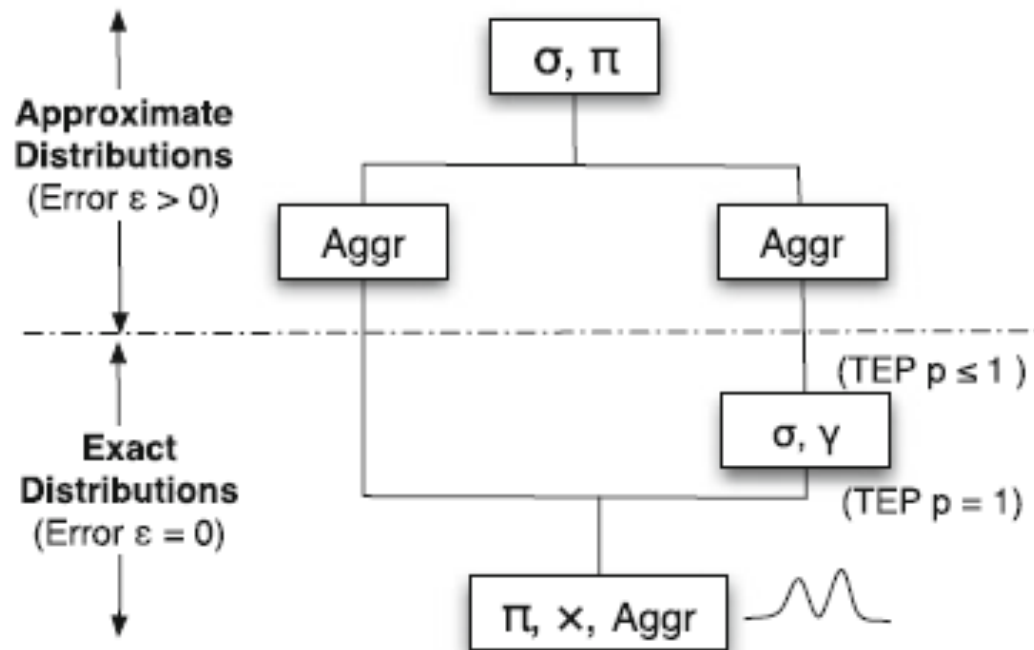 σ, π
Approximate
Distributions
(Error ε > 0)
Aggr
Aggr
(TEP p ≤ 1 )
σ, γ
Exact
Distributions
(Error ε = 0)
(TEP p = 1)
π, ×, Aggr